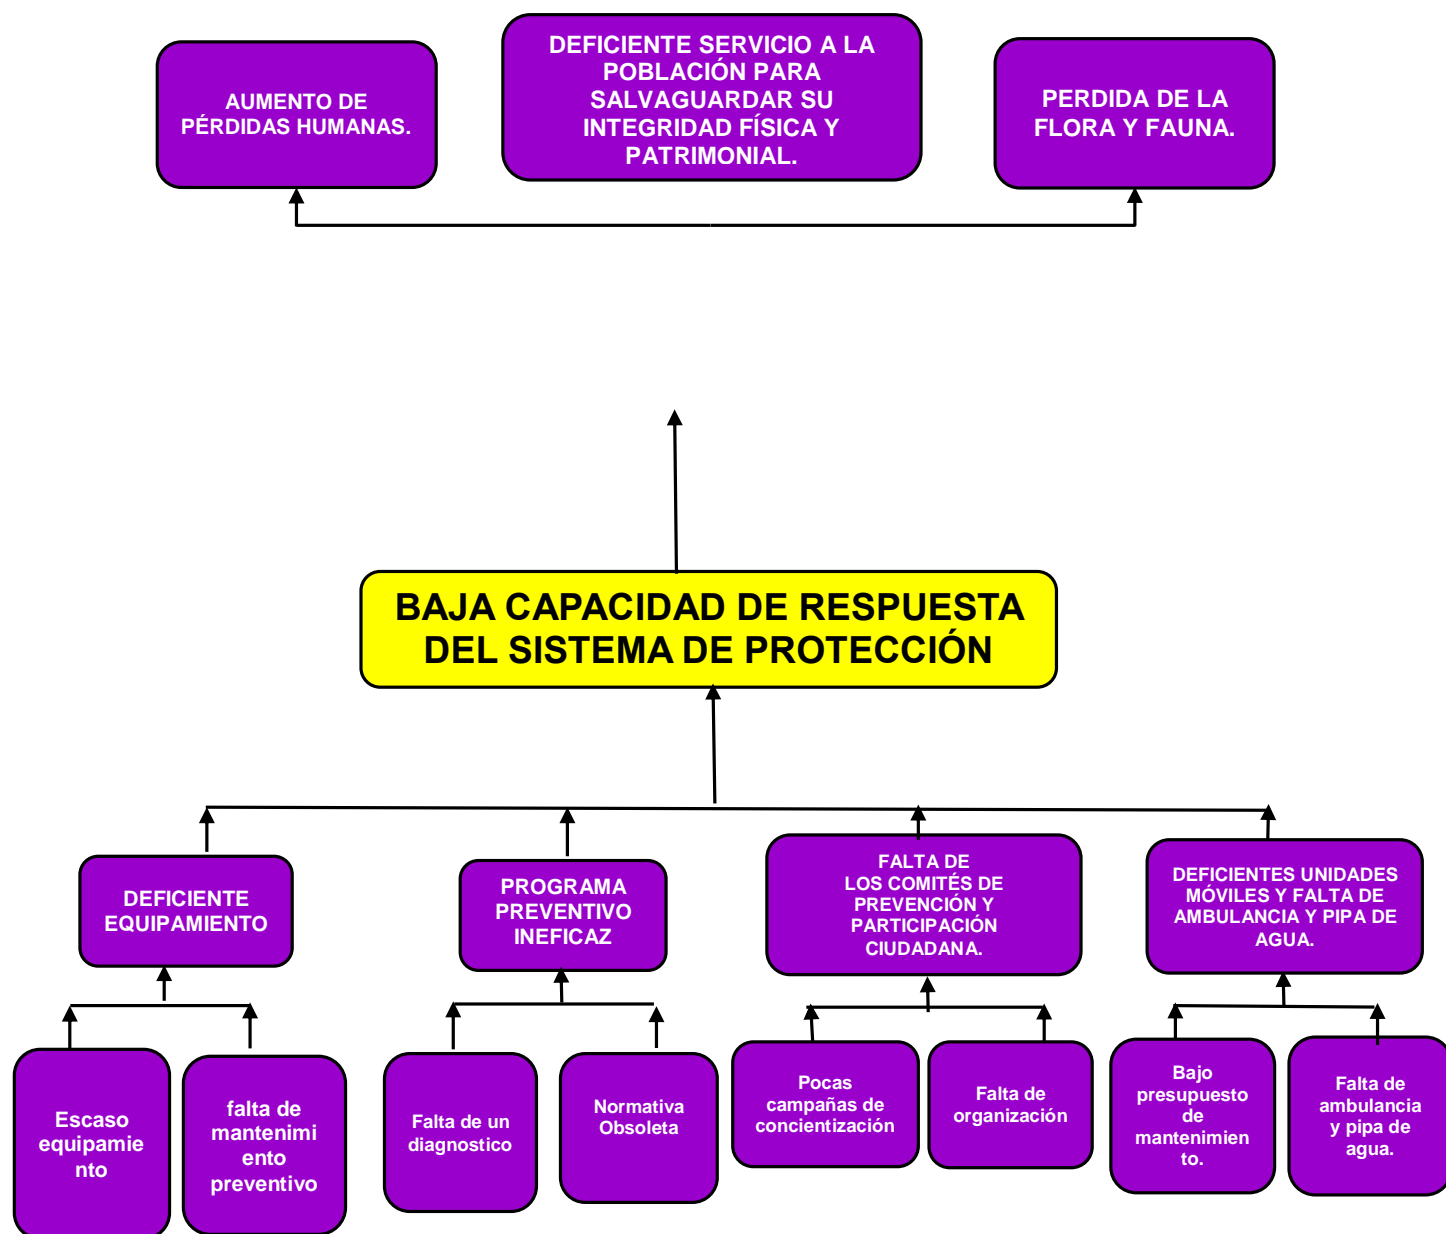 AUMENTO DE
PÉRDIDAS HUMANAS.
DEFICIENTE SERVICIO A LA
POBLACIÓN PARA
SALVAGUARDAR SU
INTEGRIDAD FÍSICA Y
PATRIMONIAL.
PERDIDA DE LA
FLORA Y FAUNA.
BAJA CAPACIDAD DE RESPUESTA
DEL SISTEMA DE PROTECCIÓN
DEFICIENTE
EQUIPAMIENTO
PROGRAMA
PREVENTIVO
INEFICAZ
FALTA DE
LOS COMITÉS DE
PREVENCIÓN Y
PARTICIPACIÓN
CIUDADANA.
DEFICIENTES UNIDADES
MÓVILES Y FALTA DE
AMBULANCIA Y PIPA DE
AGUA.
Escaso
equipamie
nto
falta de
mantenimi
ento
preventivo
Falta de un
diagnostico
Normativa
Obsoleta
Pocas
campañas de
concientización
Falta de
organización
Bajo
presupuesto
de
mantenimien
to.
Falta de
ambulancia
y pipa de
agua.